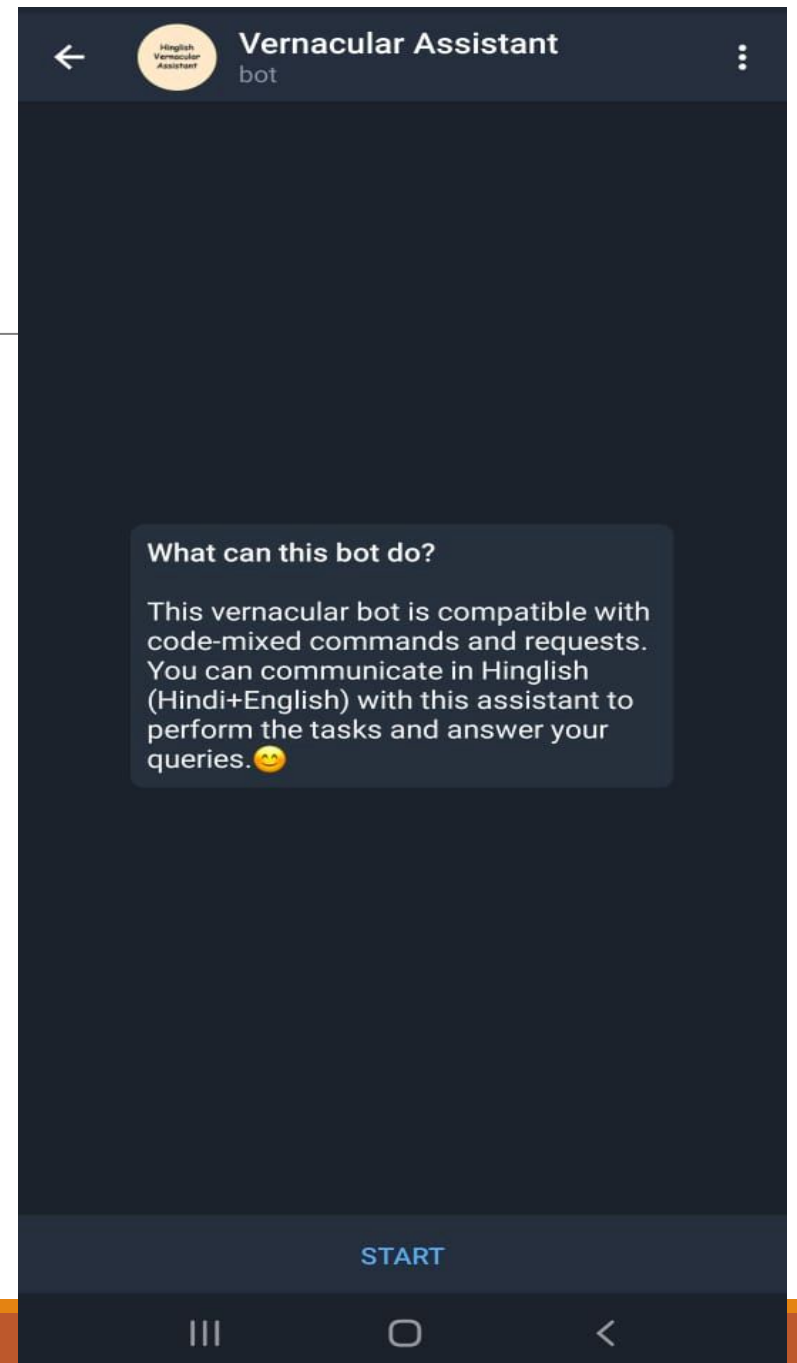 Hinglish
Vernacular
Assistant
Vernacular Assistant
bot
What can this bot do?
This vernacular bot is compatible with
code-mixed commands and requests.
You can communicate in Hinglish
(Hindi+English) with this assistant to
perform the tasks and answer your
queries.😊
START